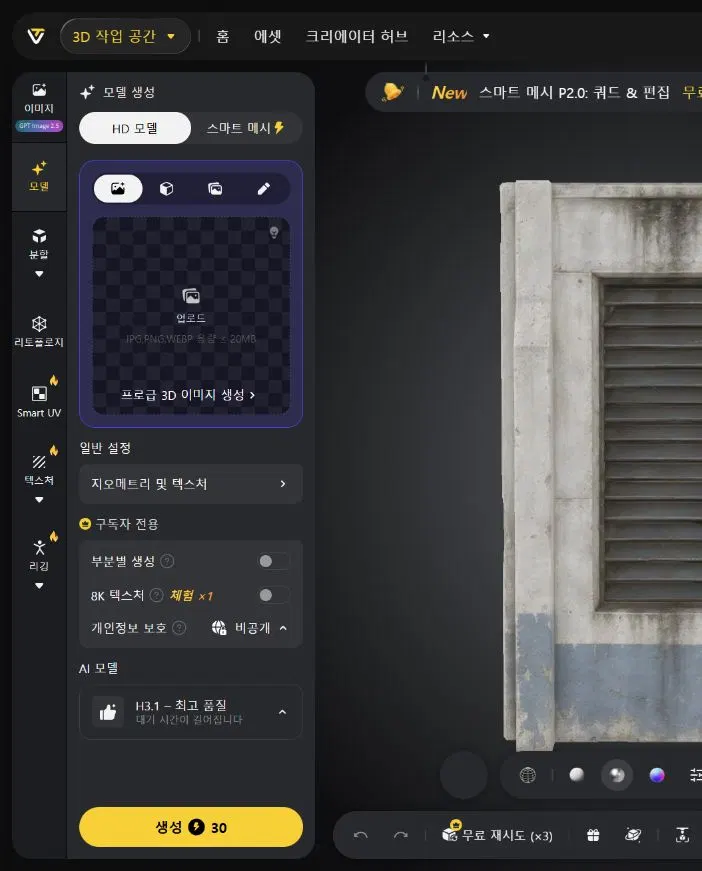 3D 작업 공간
홈
에셋
크리에이터 허브
리소스
이미지
GPT Image 2.5
모델
분할
리토폴로지
Smart UV
텍스처
리깅
모델 생성
HD 모델
스마트 메시
업로드
JPG,PNG,WEBP 용량 ≤ 20MB
프로급 3D 이미지 생성
일반 설정
지오메트리 및 텍스처
구독자 전용
부분별 생성 ?
8K 텍스처 ? 체험 ×1
개인정보 보호 ? 비공개
AI 모델
H3.1 – 최고 품질
대기 시간이 길어집니다
생성 30
New 스마트 메시 P2.0: 쿼드 & 편집 무료
무료 재시도 (×3)